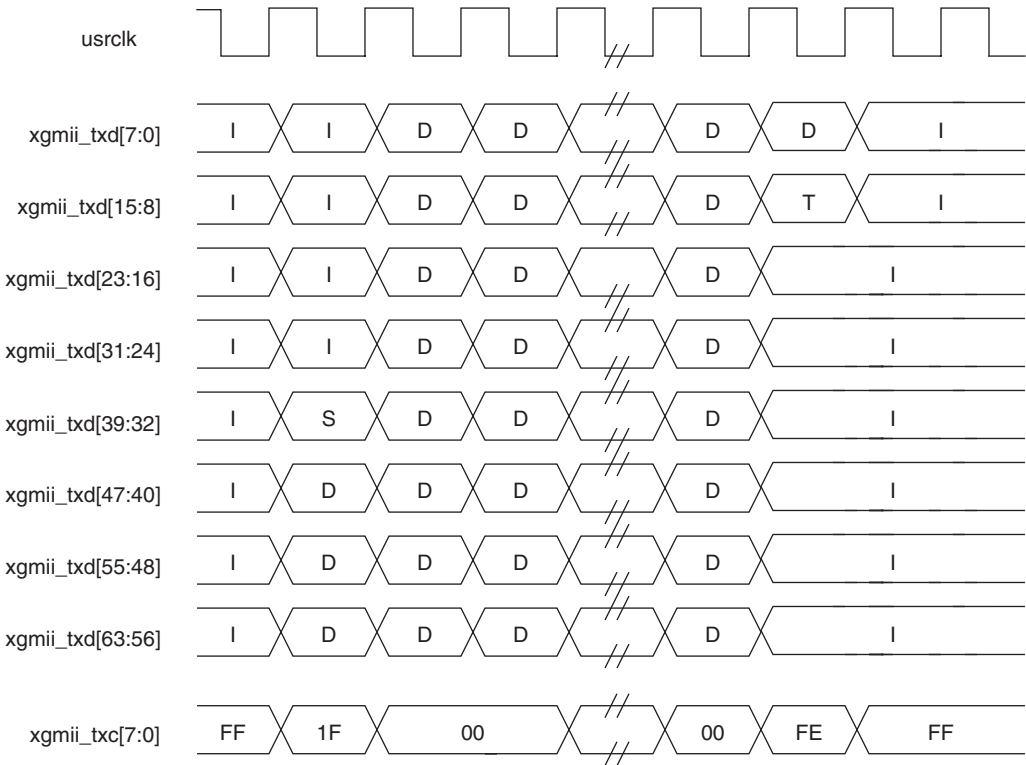 usrclk
xgmii_txd[7:0] I I D D D D I
xgmii_txd[15:8] I I D D D T I
xgmii_txd[23:16] I I D D D I
xgmii_txd[31:24] I I D D D I
xgmii_txd[39:32] I S D D D I
xgmii_txd[47:40] I D D D D I
xgmii_txd[55:48] I D D D D I
xgmii_txd[63:56] I D D D D I
xgmii_txc[7:0] FF 1F 00 00 FE FF